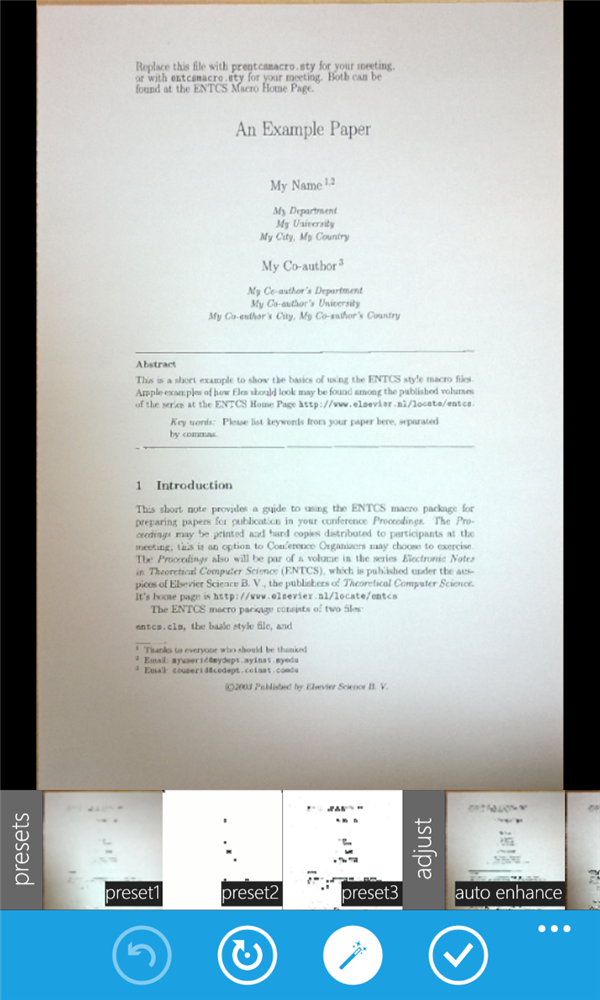 Replace this file with prentcsmacro.sty for your meeting,
or with entcsmacro.sty for your meeting. Both can be
found at the ENTCS Macro Home Page.
An Example Paper
My Name 1,2
My Department
My University
My City, My Country
My Co-author 3
My Co-author's Department
My Co-author's University
My Co-author's City, My Co-author's Country
Abstract
This is a short example to show the basics of using the ENTCS style macro files.
Ample examples of how files should look may be found among the published volumes
of the series at the ENTCS Home Page http://www.elsevier.nl/locate/entcs.
Key words: Please list keywords from your paper here, separated
by commas.
1 Introduction
This short note provides a guide to using the ENTCS macro package for
preparing papers for publication in your conference Proceedings. The Pro-
ceedings may be printed and hard copies distributed to participants at the
meeting; this is an option to Conference Organizers may choose to exercise.
The Proceedings also will be par of a volume in the series Electronic Notes
in Theoretical Computer Science (ENTCS), which is published under the aus-
pices of Elsevier Science B. V., the publishers of Theoretical Computer Science.
It's home page is http://www.elsevier.nl/locate/entcs
The ENTCS macro package consists of two files:
entcs.cls, the basic style file, and
1 Thanks to everyone who should be thanked
2 Email: myuserid@mydept.myinst.myedu
3 Email: couserid@codept.coinst.coedu
©2003 Published by Elsevier Science B. V.
presets
preset1
preset2
preset3
adjust
auto enhance